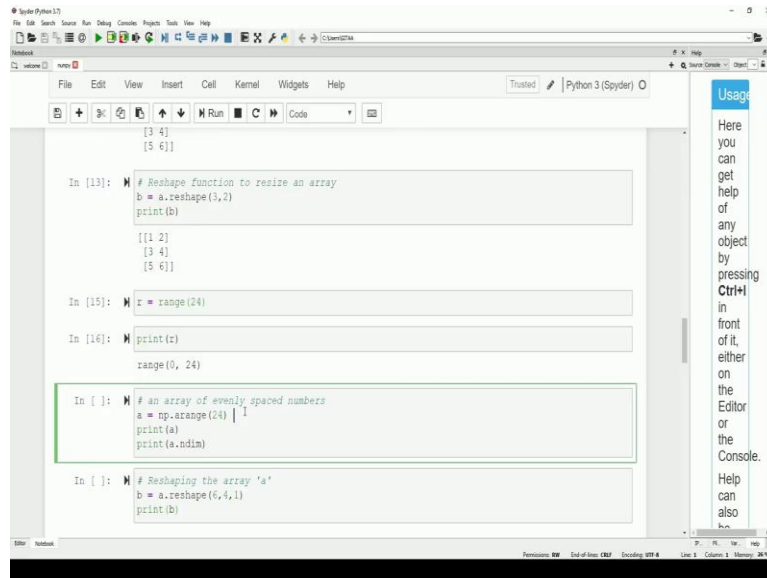 Spyder (Python 3.7)
File Edit Search Source Run Debug Consoles Projects Tools View Help
Notebook
Help
welcome
numpy
Source Console Object
File Edit View Insert Cell Kernel Widgets Help
Trusted
Python 3 (Spyder) O
Run
Code
[3 4]
[5 6]]
In [13]:
# Reshape function to resize an array
b = a.reshape(3,2)
print(b)
[[1 2]
[3 4]
[5 6]]
In [15]:
r = range(24)
In [16]:
print(r)
range(0, 24)
In [ ]:
# an array of evenly spaced numbers
a = np.arange(24)
print(a)
print(a.ndim)
In [ ]:
# Reshaping the array 'a'
b = a.reshape(6,4,1)
print(b)
Usage
Here
you
can
get
help
of
any
object
by
pressing
Ctrl+I
in
front
of it,
either
on
the
Editor
or
the
Console.
Help
can
also
be
Editor Notebook
Help
Permissions: RW End-of-lines: CRLF Encoding: UTF-8 Line: 1 Column: 1 Memory: